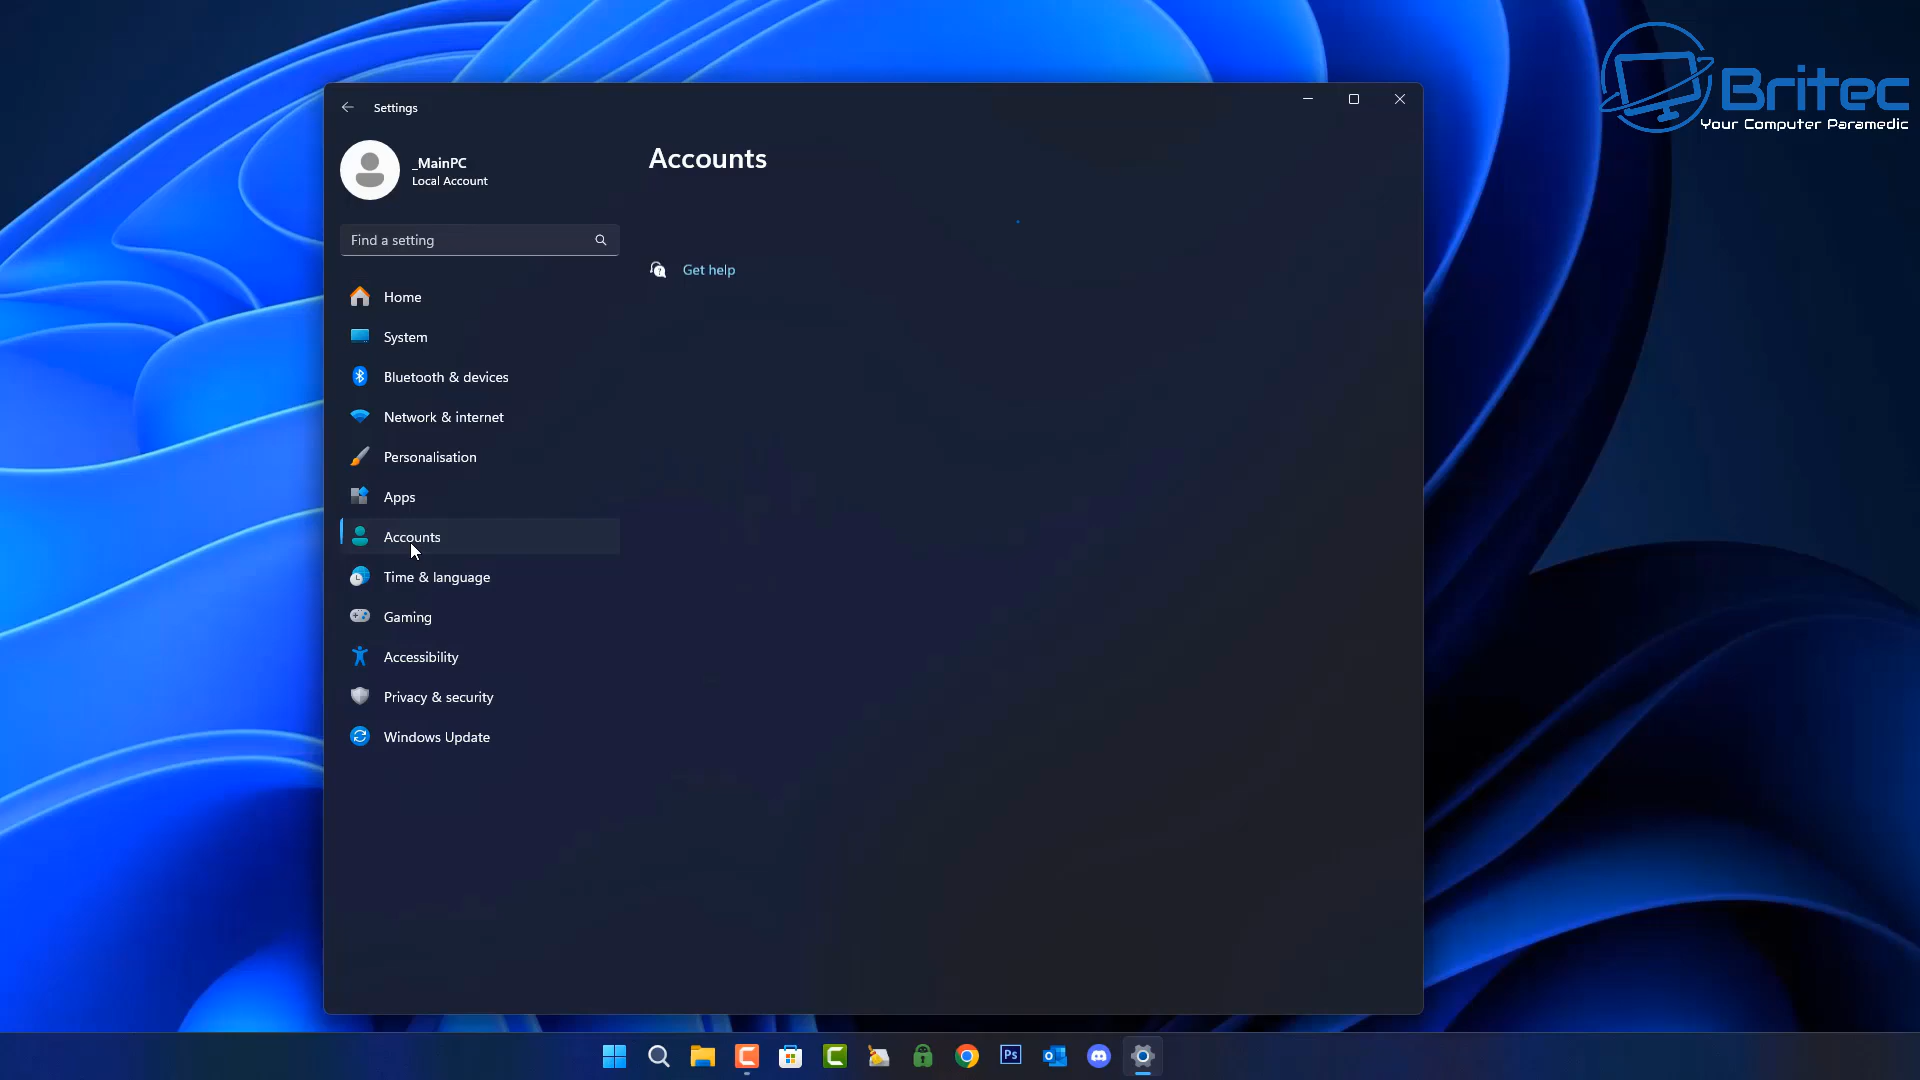 Britec
Your Computer Paramedic
Settings
_MainPC
Local Account
Find a setting
Home
System
Bluetooth & devices
Network & internet
Personalisation
Apps
Accounts
Time & language
Gaming
Accessibility
Privacy & security
Windows Update
Accounts
Get help
Ps